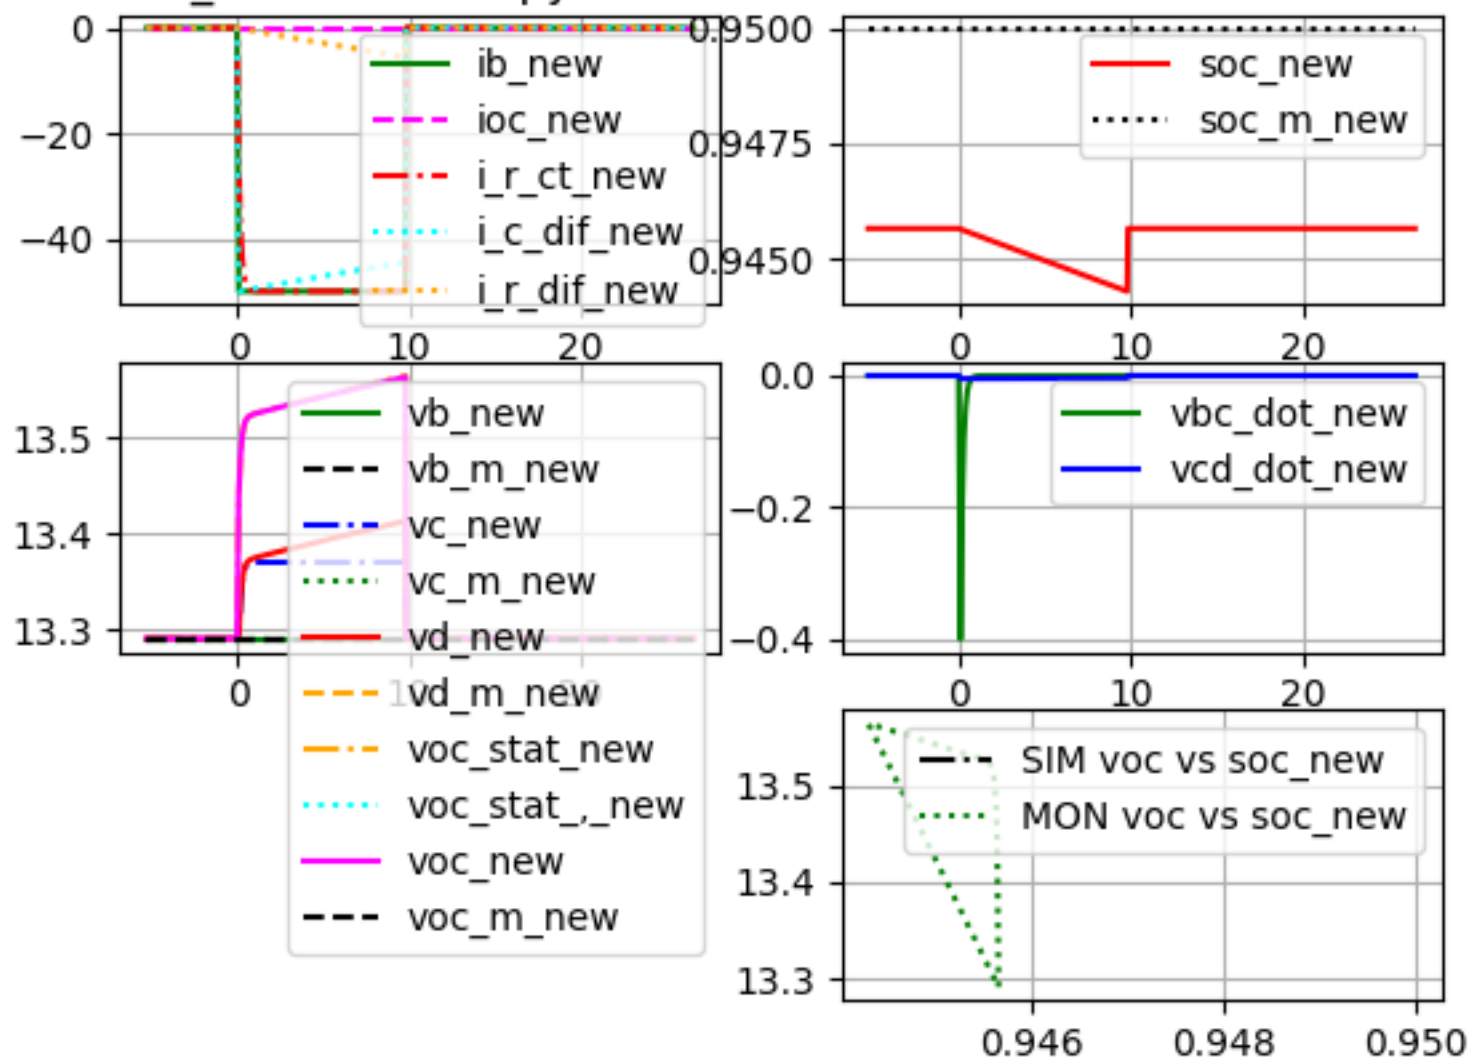 0
−20
−40
0 10 20
ib_new
ioc_new
i_r_ct_new
i_c_dif_new
i_r_dif_new
0.9500
0.9475
0.9450
0 10 20
soc_new
soc_m_new
13.5
13.4
13.3
0 10 20
vb_new
vb_m_new
vc_new
vc_m_new
vd_new
vd_m_new
voc_stat_new
voc_stat_,_new
voc_new
voc_m_new
0.0
−0.2
−0.4
0 10 20
vbc_dot_new
vcd_dot_new
13.5
13.4
13.3
0.946 0.948 0.950
SIM voc vs soc_new
MON voc vs soc_new